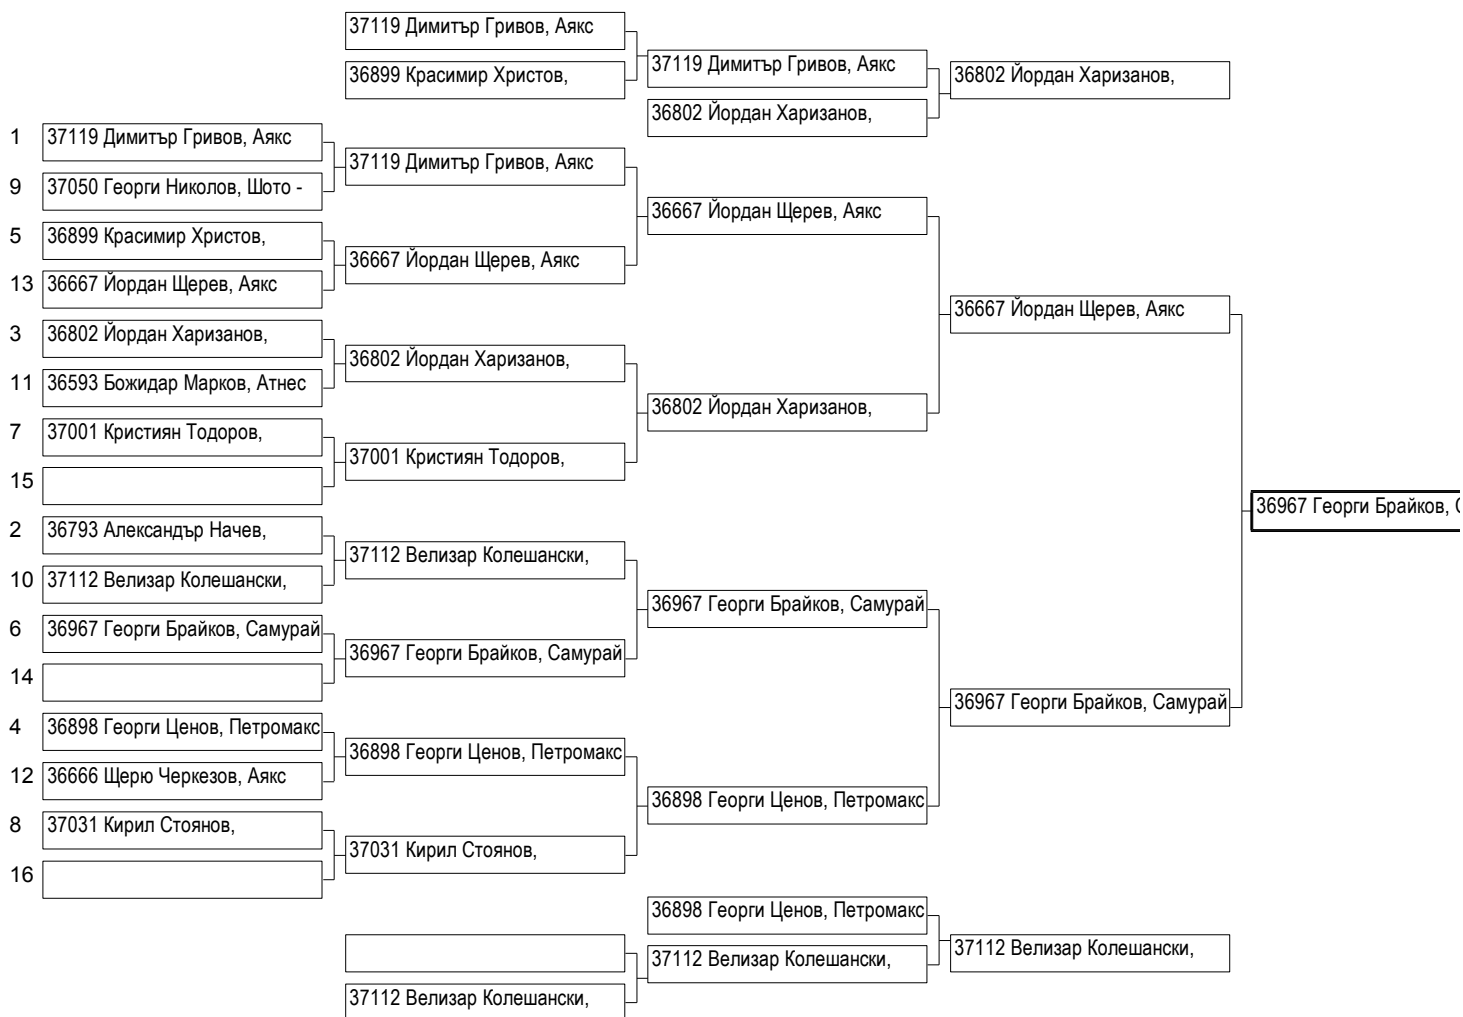 37119 Димитър Гривов, Аякс
36899 Красимир Христов,
37119 Димитър Гривов, Аякс
36802 Йордан Харизанов,
36802 Йордан Харизанов,
1 37119 Димитър Гривов, Аякс
9 37050 Георги Николов, Шото -
5 36899 Красимир Христов,
13 36667 Йордан Щерев, Аякс
3 36802 Йордан Харизанов,
11 36593 Божидар Марков, Атнес
7 37001 Кристиян Тодоров,
15
2 36793 Александър Начев,
10 37112 Велизар Колешански,
6 36967 Георги Брайков, Самурай
14
4 36898 Георги Ценов, Петромакс
12 36666 Щерю Черкезов, Аякс
8 37031 Кирил Стоянов,
16
37119 Димитър Гривов, Аякс
36667 Йордан Щерев, Аякс
36802 Йордан Харизанов,
37001 Кристиян Тодоров,
37112 Велизар Колешански,
36967 Георги Брайков, Самурай
36898 Георги Ценов, Петромакс
37031 Кирил Стоянов,
36667 Йордан Щерев, Аякс
36802 Йордан Харизанов,
36967 Георги Брайков, Самурай
36898 Георги Ценов, Петромакс
36667 Йордан Щерев, Аякс
36967 Георги Брайков, Самурай
36967 Георги Брайков,
37112 Велизар Колешански,
36898 Георги Ценов, Петромакс
37112 Велизар Колешански,
37112 Велизар Колешански,